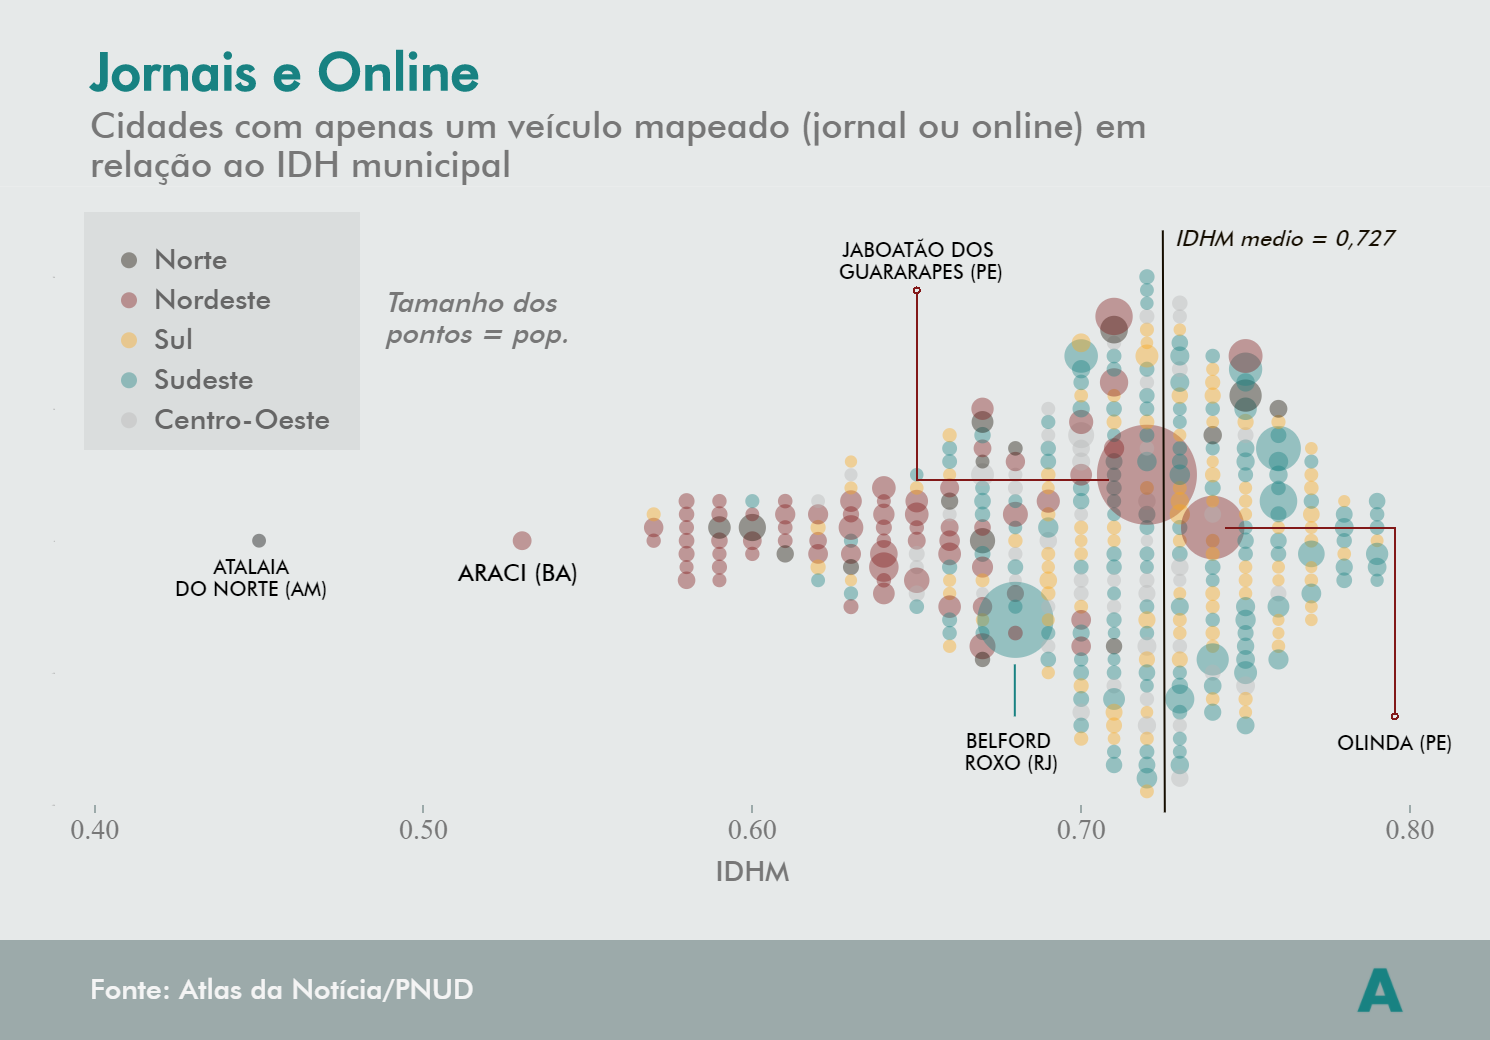 Jornais e Online
Cidades com apenas um veículo mapeado (jornal ou online) em
relação ao IDH municipal
Norte
Nordeste
Sul
Sudeste
Centro-Oeste
Tamanho dos
pontos = pop.
JABOATÃO DOS
GUARARAPES (PE)
IDHM medio = 0,727
ATALAIA
DO NORTE (AM)
ARACI (BA)
BELFORD
ROXO (RJ)
OLINDA (PE)
0.40 0.50 0.60 0.70 0.80
IDHM
Fonte: Atlas da Notícia/PNUD
A